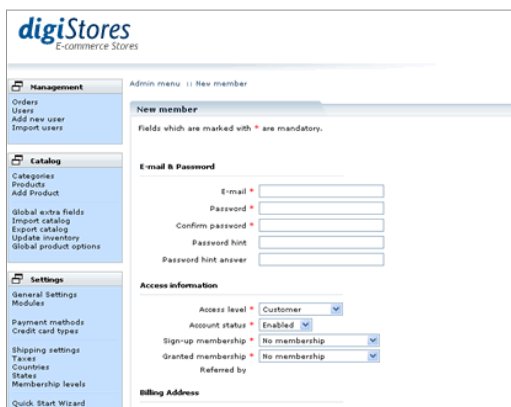 digiStores
E-commerce Stores
Management
Orders
Users
Add new user
Import users
Catalog
Categories
Products
Add Product
Global extra fields
Import catalog
Export catalog
Update inventory
Global product options
Settings
General Settings
Modules
Payment methods
Credit card types
Shipping settings
Taxes
Countries
States
Membership levels
Quick Start Wizard
Admin menu :: New member
New member
Fields which are marked with * are mandatory.
E-mail & Password
E-mail *
Password *
Confirm password *
Password hint
Password hint answer
Access information
Access level * Customer
Account status * Enabled
Sign-up membership * No membership
Granted membership * No membership
Referred by
Billing Address